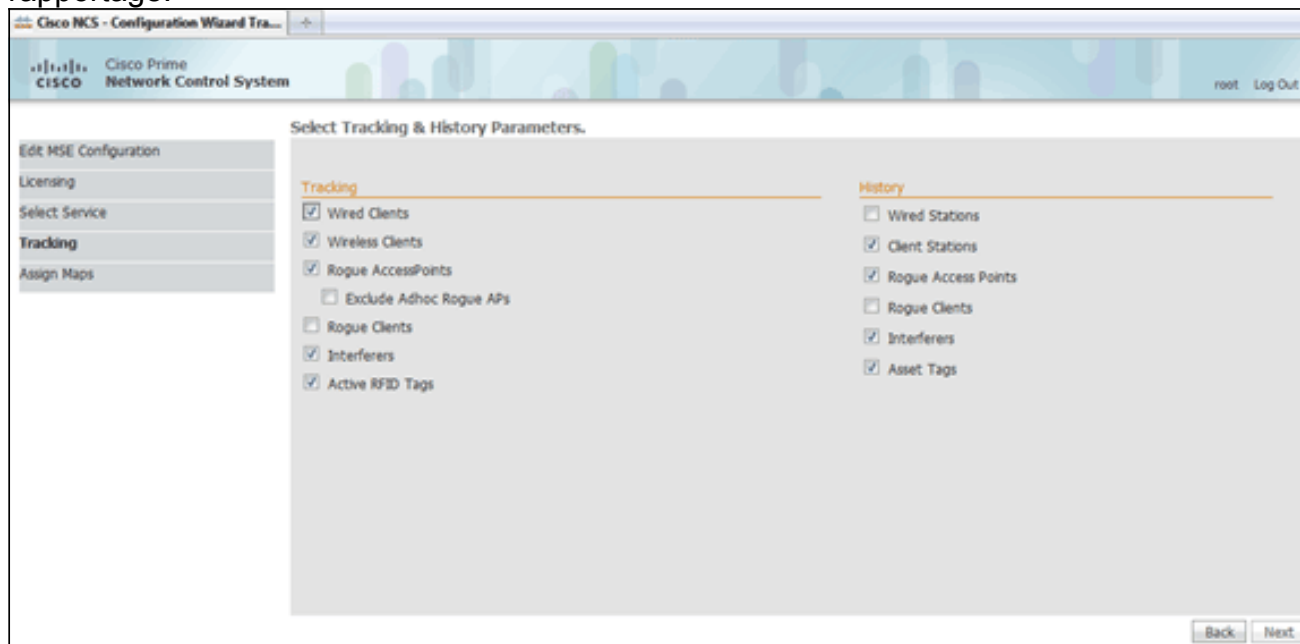 rapportage.
Cisco NCS - Configuration Wizard Tra...
CISCO
Cisco Prime
Network Control System
root Log Out
Select Tracking & History Parameters.
Edit MSE Configuration
Licensing
Select Service
Tracking
Assign Maps
Tracking
Wired Clients
Wireless Clients
Rogue AccessPoints
Exclude Adhoc Rogue APs
Rogue Clients
Interferers
Active RFID Tags
History
Wired Stations
Client Stations
Rogue Access Points
Rogue Clients
Interferers
Asset Tags
Back Next